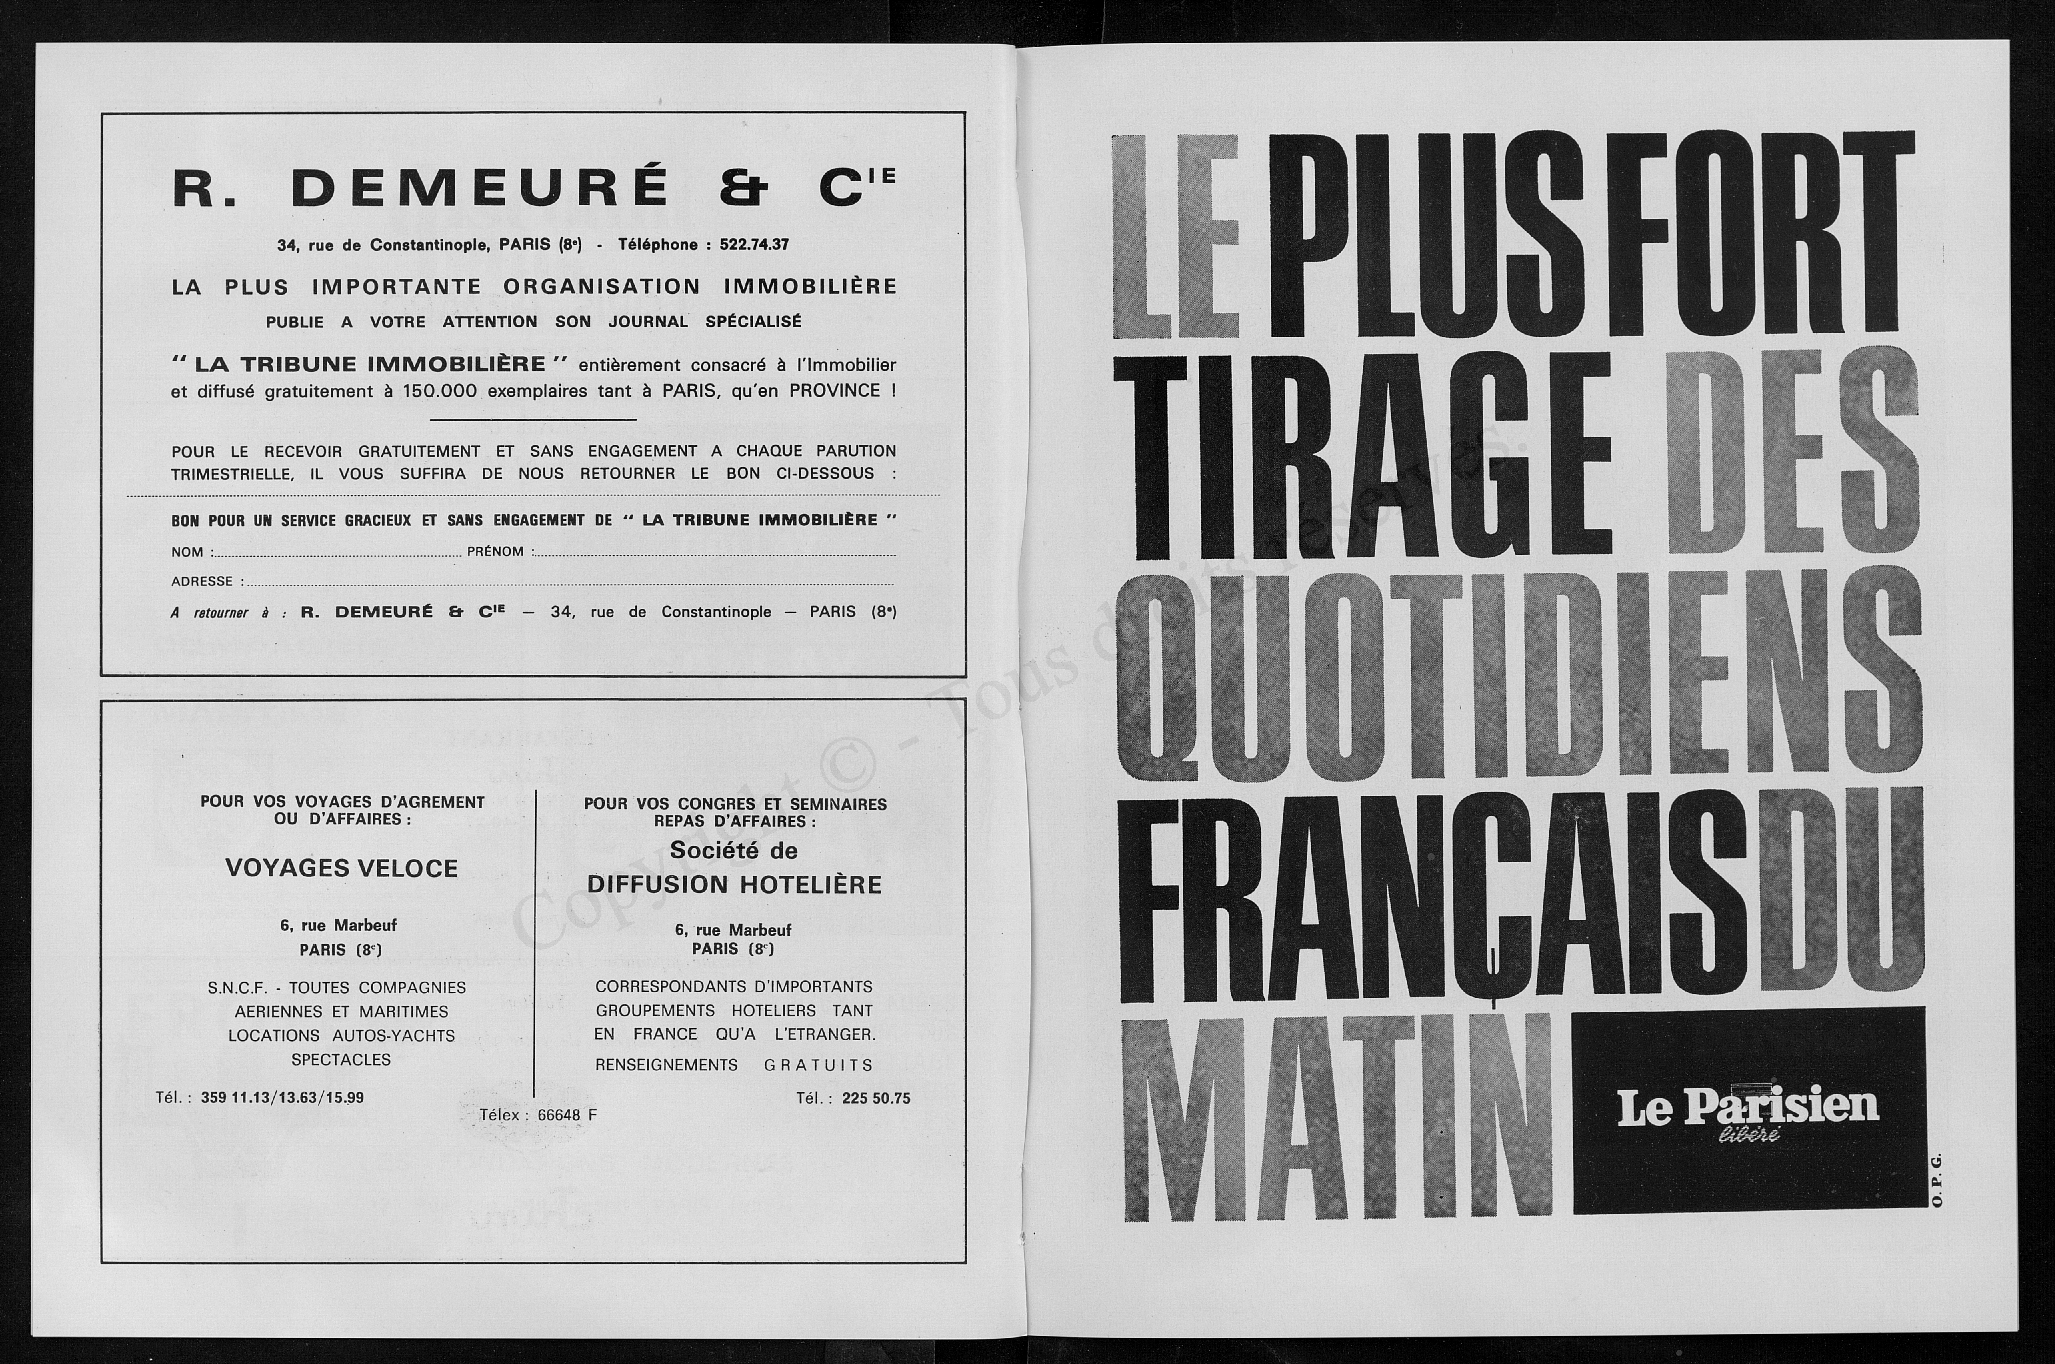 R. DEMEURÉ & CIE
34, rue de Constantinople, PARIS (8e) - Téléphone : 522.74.37
LA PLUS IMPORTANTE ORGANISATION IMMOBILIÈRE
PUBLIE A VOTRE ATTENTION SON JOURNAL SPÉCIALISÉ
" LA TRIBUNE IMMOBILIÈRE " entièrement consacré à l'Immobilier
et diffusé gratuitement à 150.000 exemplaires tant à PARIS, qu'en PROVINCE !
POUR LE RECEVOIR GRATUITEMENT ET SANS ENGAGEMENT A CHAQUE PARUTION
TRIMESTRIELLE, IL VOUS SUFFIRA DE NOUS RETOURNER LE BON CI-DESSOUS :
BON POUR UN SERVICE GRACIEUX ET SANS ENGAGEMENT DE " LA TRIBUNE IMMOBILIÈRE "
NOM : PRÉNOM :
ADRESSE :
A retourner à : R. DEMEURÉ & CIE — 34, rue de Constantinople — PARIS (8e)
POUR VOS VOYAGES D'AGREMENT
OU D'AFFAIRES :
VOYAGES VELOCE
6, rue Marbeuf
PARIS (8e)
S.N.C.F. - TOUTES COMPAGNIES
AERIENNES ET MARITIMES
LOCATIONS AUTOS-YACHTS
SPECTACLES
Tél. : 359 11.13/13.63/15.99
POUR VOS CONGRES ET SEMINAIRES
REPAS D'AFFAIRES :
Société de
DIFFUSION HOTELIÈRE
6, rue Marbeuf
PARIS (8e)
CORRESPONDANTS D'IMPORTANTS
GROUPEMENTS HOTELIERS TANT
EN FRANCE QU'A L'ETRANGER.
RENSEIGNEMENTS GRATUITS
Tél. : 225 50.75
Télex : 66648 F
LE PLUS FORT
TIRAGE DES
QUOTIDIENS
FRANÇAIS DU
MATIN
Le Parisien
libéré
O.P.G.
Copyright © - Tous droits réservés.